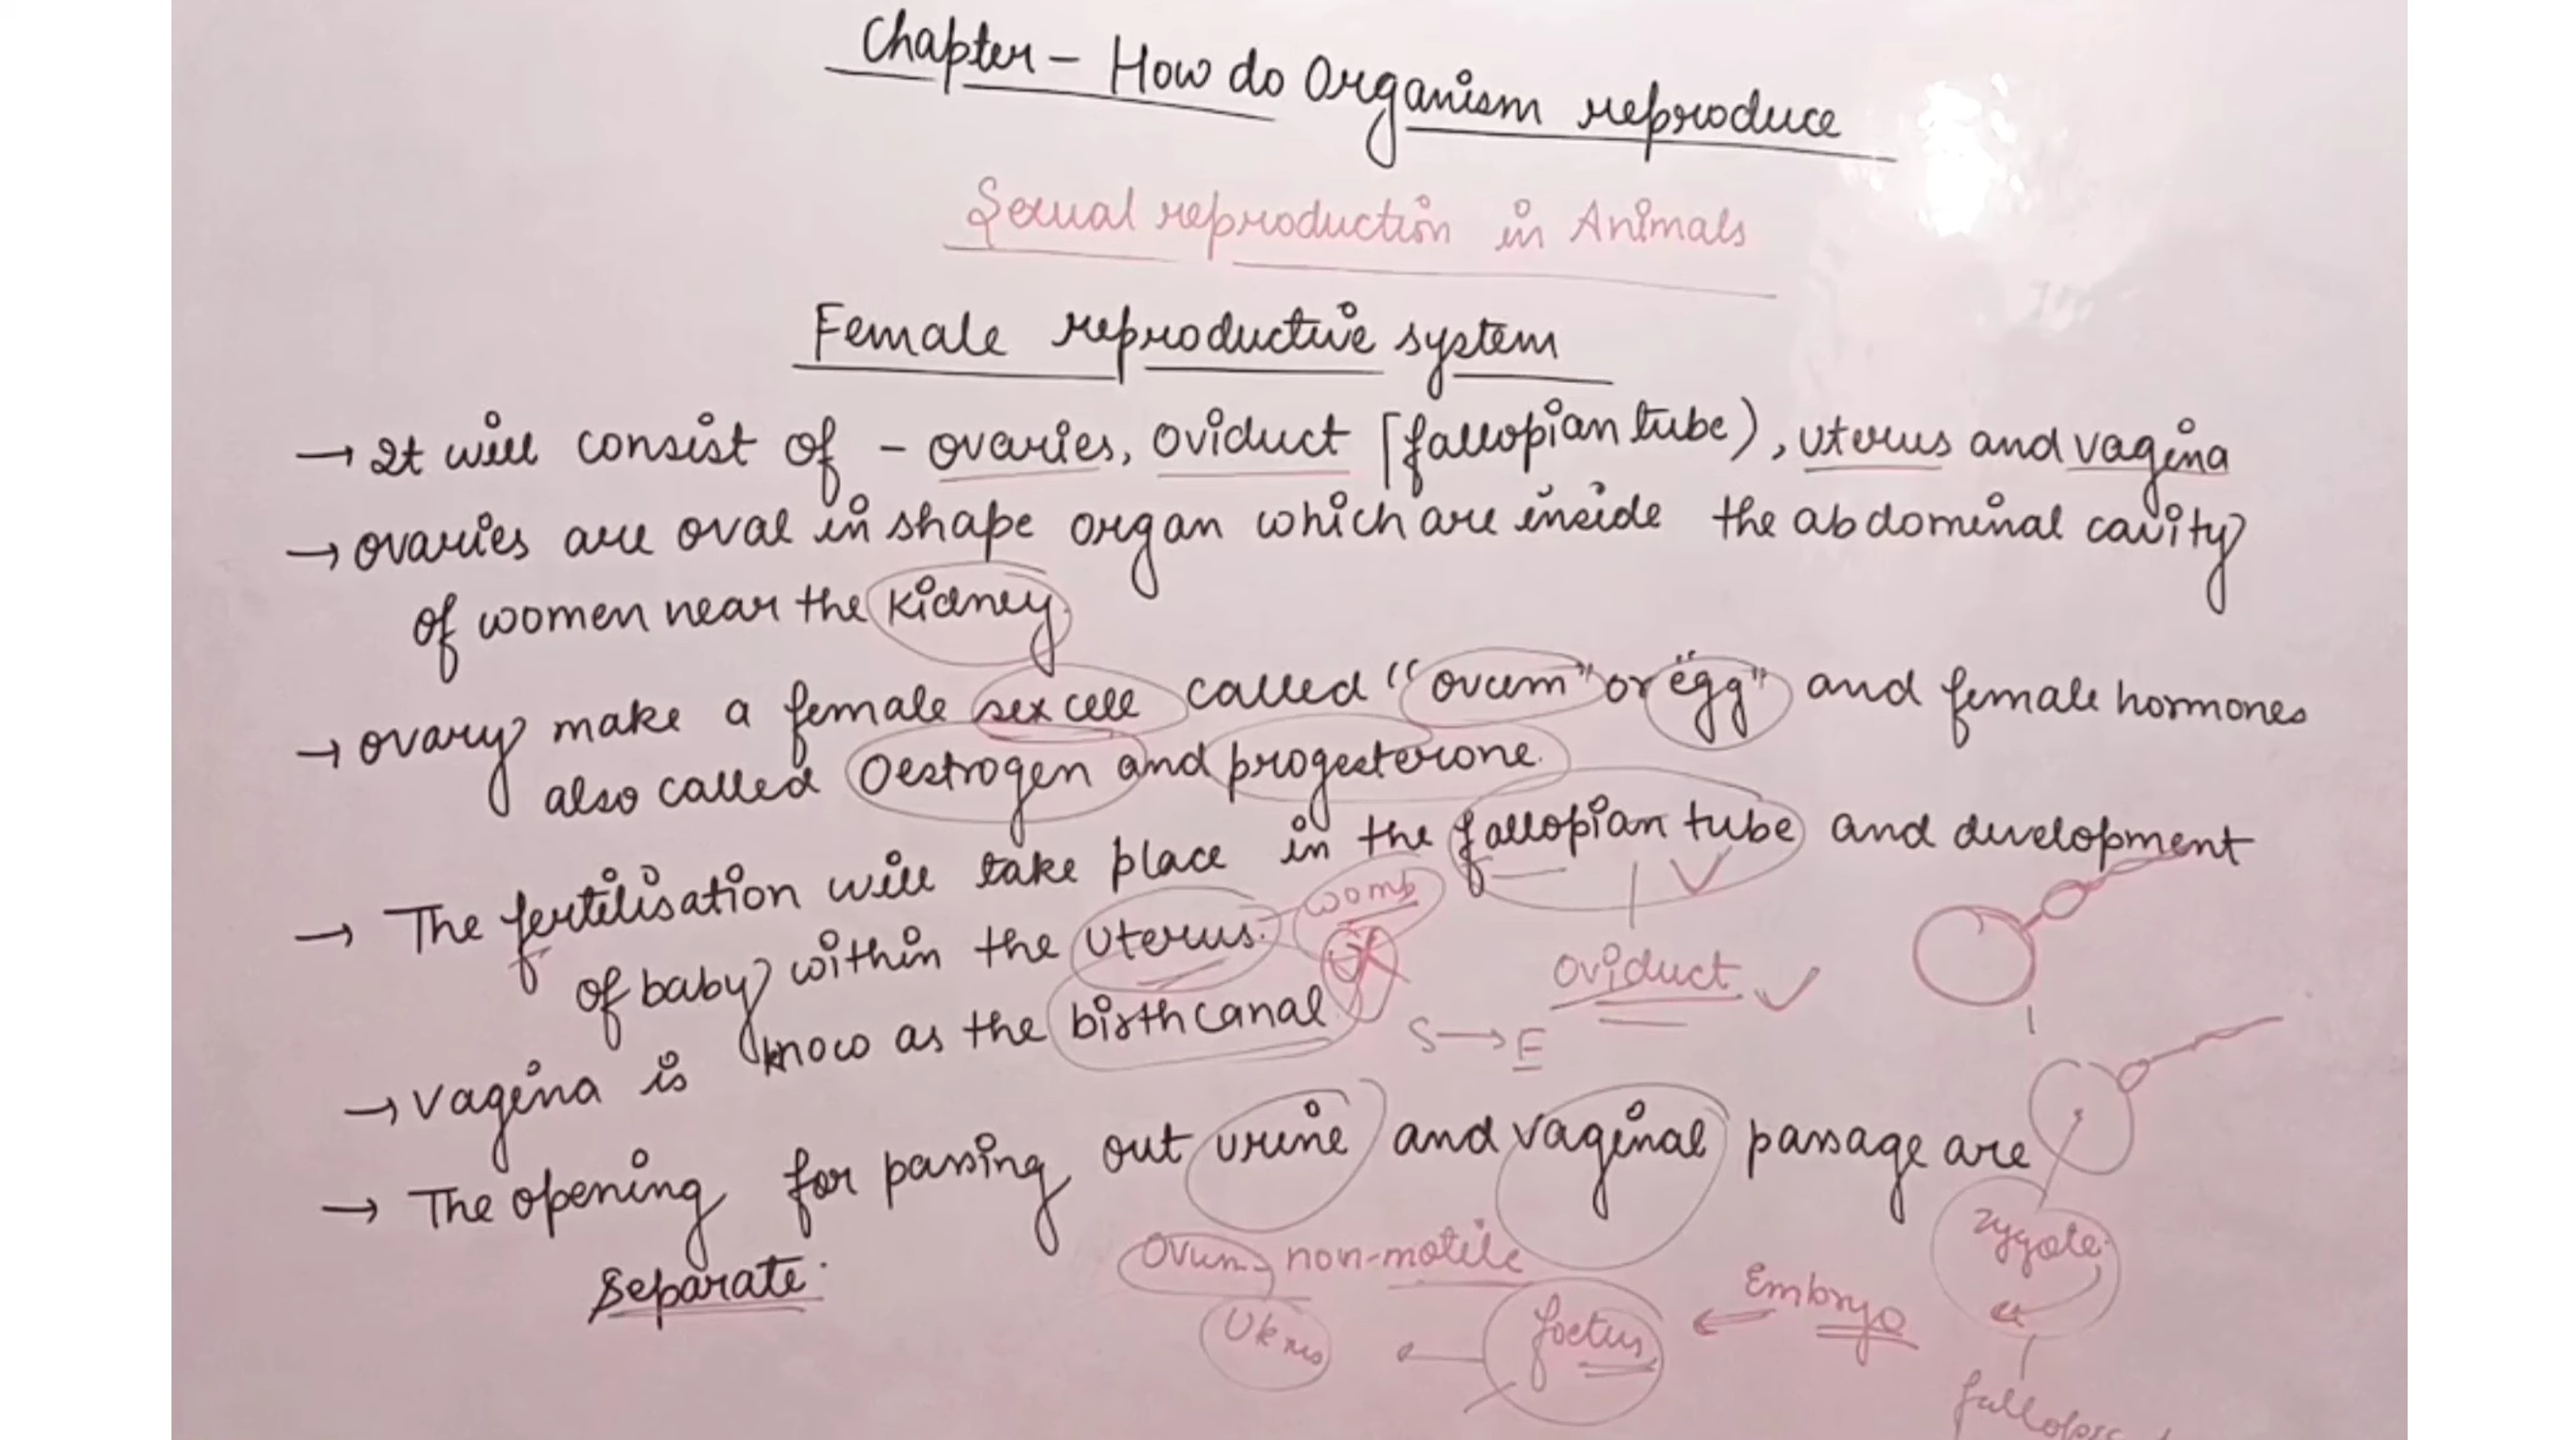 Chapter - How do Organism reproduce
Sexual reproduction in Animals
Female reproductive system
→ It will consist of - ovaries, oviduct [fallopian tube), uterus and vagina
→ ovaries are oval in shape organ which are inside the abdominal cavity
of women near the kidney.
→ ovary make a female sex cell called "ovum" or "egg" and female hormones
also called Oestrogen and progesterone.
→ The fertilisation will take place in the fallopian tube and development
of baby within the uterus. womb
oviduct
→ vagina is know as the birth canal
S → E
→ The opening for passing out urine and vaginal passage are
separate.
zygote
Ovum → non-motile
Embryo
foetus